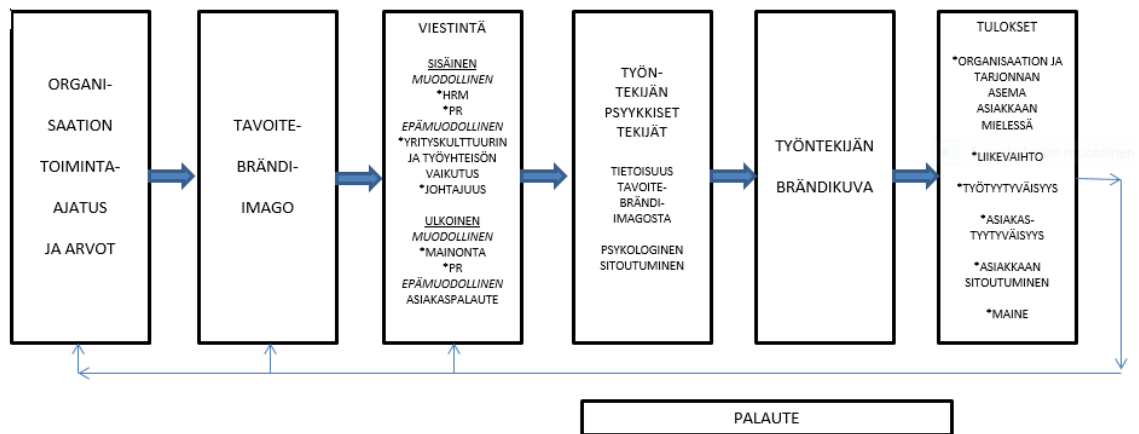 ORGANI-
SAATION
TOIMINTA-
AJATUS
JA ARVOT
TAVOITE-
BRÄNDI-
IMAGO
VIESTINTÄ
SISÄINEN
MUODOLLINEN
*HRM
*PR
EPÄMUODOLLINEN
*YRITYSKULTTUURIN
JA TYÖYHTEISÖN
VAIKUTUS
*JOHTAJUUS
ULKOINEN
MUODOLLINEN
*MAINONTA
*PR
EPÄMUODOLLINEN
ASIAKASPALAUTE
TYÖN-
TEKIJÄN
PSYYKKISET
TEKIJÄT
TIETOISUUS
TAVOITE-
BRÄNDI-
IMAGOSTA
PSYKOLOGINEN
SITOUTUMINEN
TYÖNTEKIJÄN
BRÄNDIKUVA
TULOKSET
*ORGANISAATION JA
TARJONNAN
ASEMA
ASIAKKAAN
MIELESSÄ
*LIIKEVAIHTO
*TYÖTYYTYVÄISYYS
*ASIAKAS-
TYYTYVÄISYYS
*ASIAKKAAN
SITOUTUMINEN
*MAINE
PALAUTE